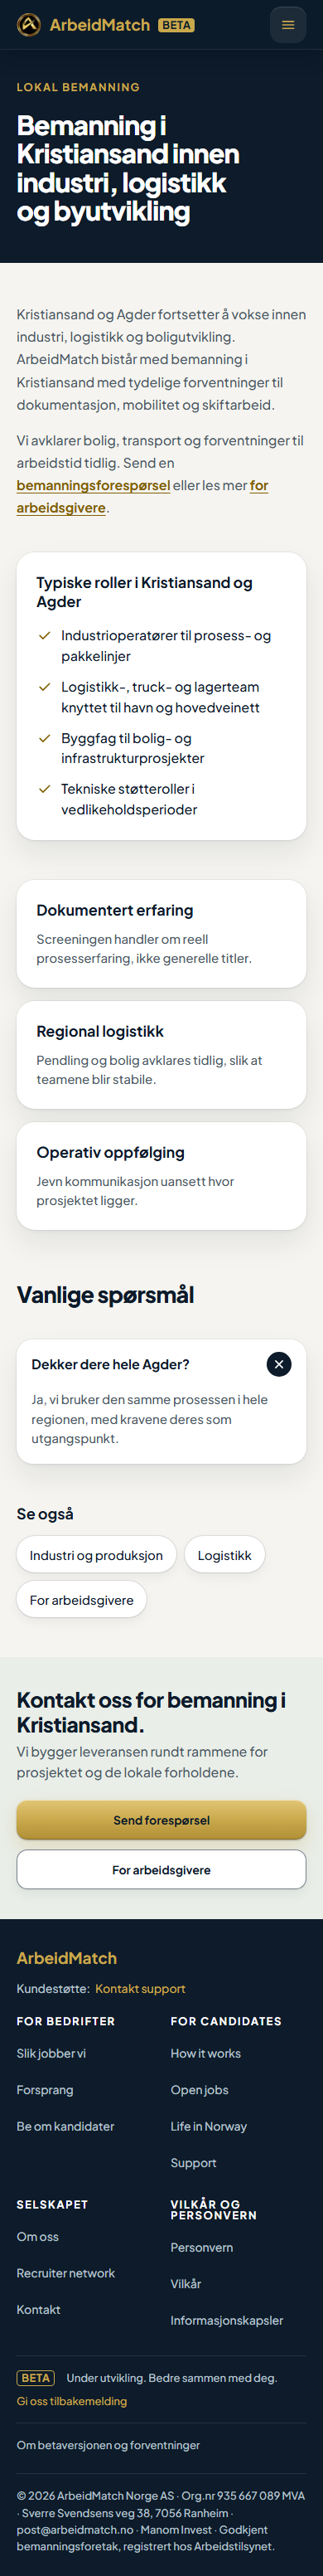 ArbeidMatch BETA
LOKAL BEMANNING
Bemanning i
Kristiansand innen
industri, logistikk
og byutvikling
Kristiansand og Agder fortsetter å vokse innen
industri, logistikk og boligutvikling.
ArbeidMatch bistår med bemanning i
Kristiansand med tydelige forventninger til
dokumentasjon, mobilitet og skiftarbeid.
Vi avklarer bolig, transport og forventninger til
arbeidstid tidlig. Send en
bemanningsforespørsel eller les mer for
arbeidsgivere.
Typiske roller i Kristiansand og
Agder
Industrioperatører til prosess- og
pakkelinjer
Logistikk-, truck- og lagerteam
knyttet til havn og hovedveinett
Byggfag til bolig- og
infrastrukturprosjekter
Tekniske støtteroller i
vedlikeholdsperioder
Dokumentert erfaring
Screeningen handler om reell
prosesserfaring, ikke generelle titler.
Regional logistikk
Pendling og bolig avklares tidlig, slik at
teamene blir stabile.
Operativ oppfølging
Jevn kommunikasjon uansett hvor
prosjektet ligger.
Vanlige spørsmål
Dekker dere hele Agder?
Ja, vi bruker den samme prosessen i hele
regionen, med kravene deres som
utgangspunkt.
Se også
Industri og produksjon
Logistikk
For arbeidsgivere
Kontakt oss for bemanning i
Kristiansand.
Vi bygger leveransen rundt rammene for
prosjektet og de lokale forholdene.
Send forespørsel
For arbeidsgivere
ArbeidMatch
Kundestøtte: Kontakt support
FOR BEDRIFTER
Slik jobber vi
Forsprang
Be om kandidater
FOR CANDIDATES
How it works
Open jobs
Life in Norway
Support
SELSKAPET
Om oss
Recruiter network
Kontakt
VILKÅR OG
PERSONVERN
Personvern
Vilkår
Informasjonskapsler
BETA Under utvikling. Bedre sammen med deg.
Gi oss tilbakemelding
Om betaversjonen og forventninger
© 2026 ArbeidMatch Norge AS · Org.nr 935 667 089 MVA
· Sverre Svendsens veg 38, 7056 Ranheim ·
post@arbeidmatch.no · Manom Invest · Godkjent
bemanningsforetak, registrert hos Arbeidstilsynet.